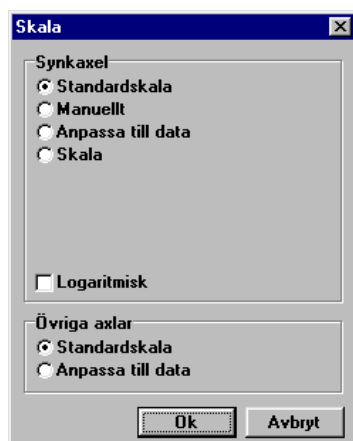 Skala
Synkaxel
Standardskala
Manuellt
Anpassa till data
Skala
Logaritmisk
Övriga axlar
Standardskala
Anpassa till data
Ok Avbryt